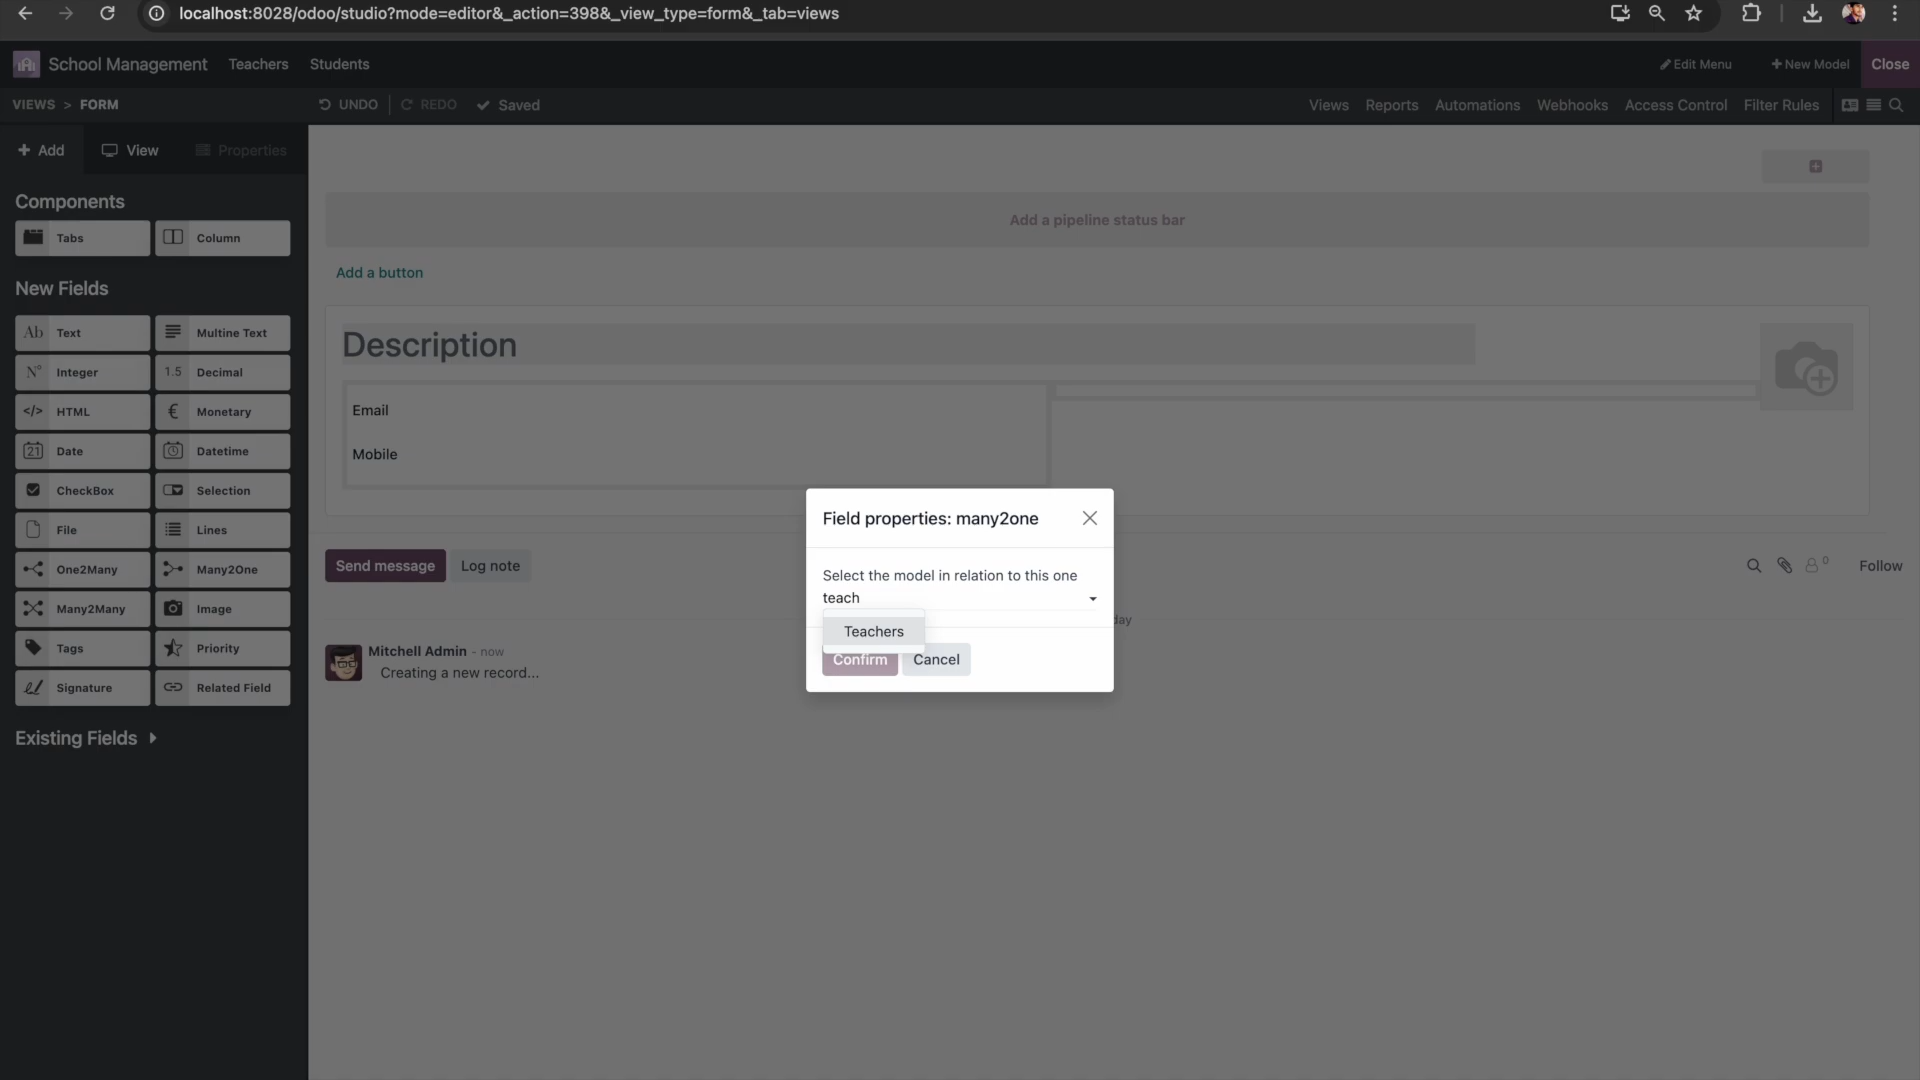 localhost:8028/odoo/studio?mode=editor&_action=398&_view_type=form&_tab=views
School Management Teachers Students Edit Menu New Model Close
VIEWS > FORM UNDO REDO Saved Views Reports Automations Webhooks Access Control Filter Rules
Add View Properties
Components
Tabs Column
New Fields
Ab Text Multine Text
N° Integer 1.5 Decimal
</> HTML € Monetary
21 Date Datetime
CheckBox Selection
File Lines
One2Many Many2One
Many2Many Image
Tags Priority
Signature Related Field
Existing Fields
Add a pipeline status bar
Add a button
Description
Email
Mobile
Send message Log note 0 Follow
Mitchell Admin - now
Creating a new record...
Field properties: many2one
Select the model in relation to this one
teach
Teachers
Confirm Cancel